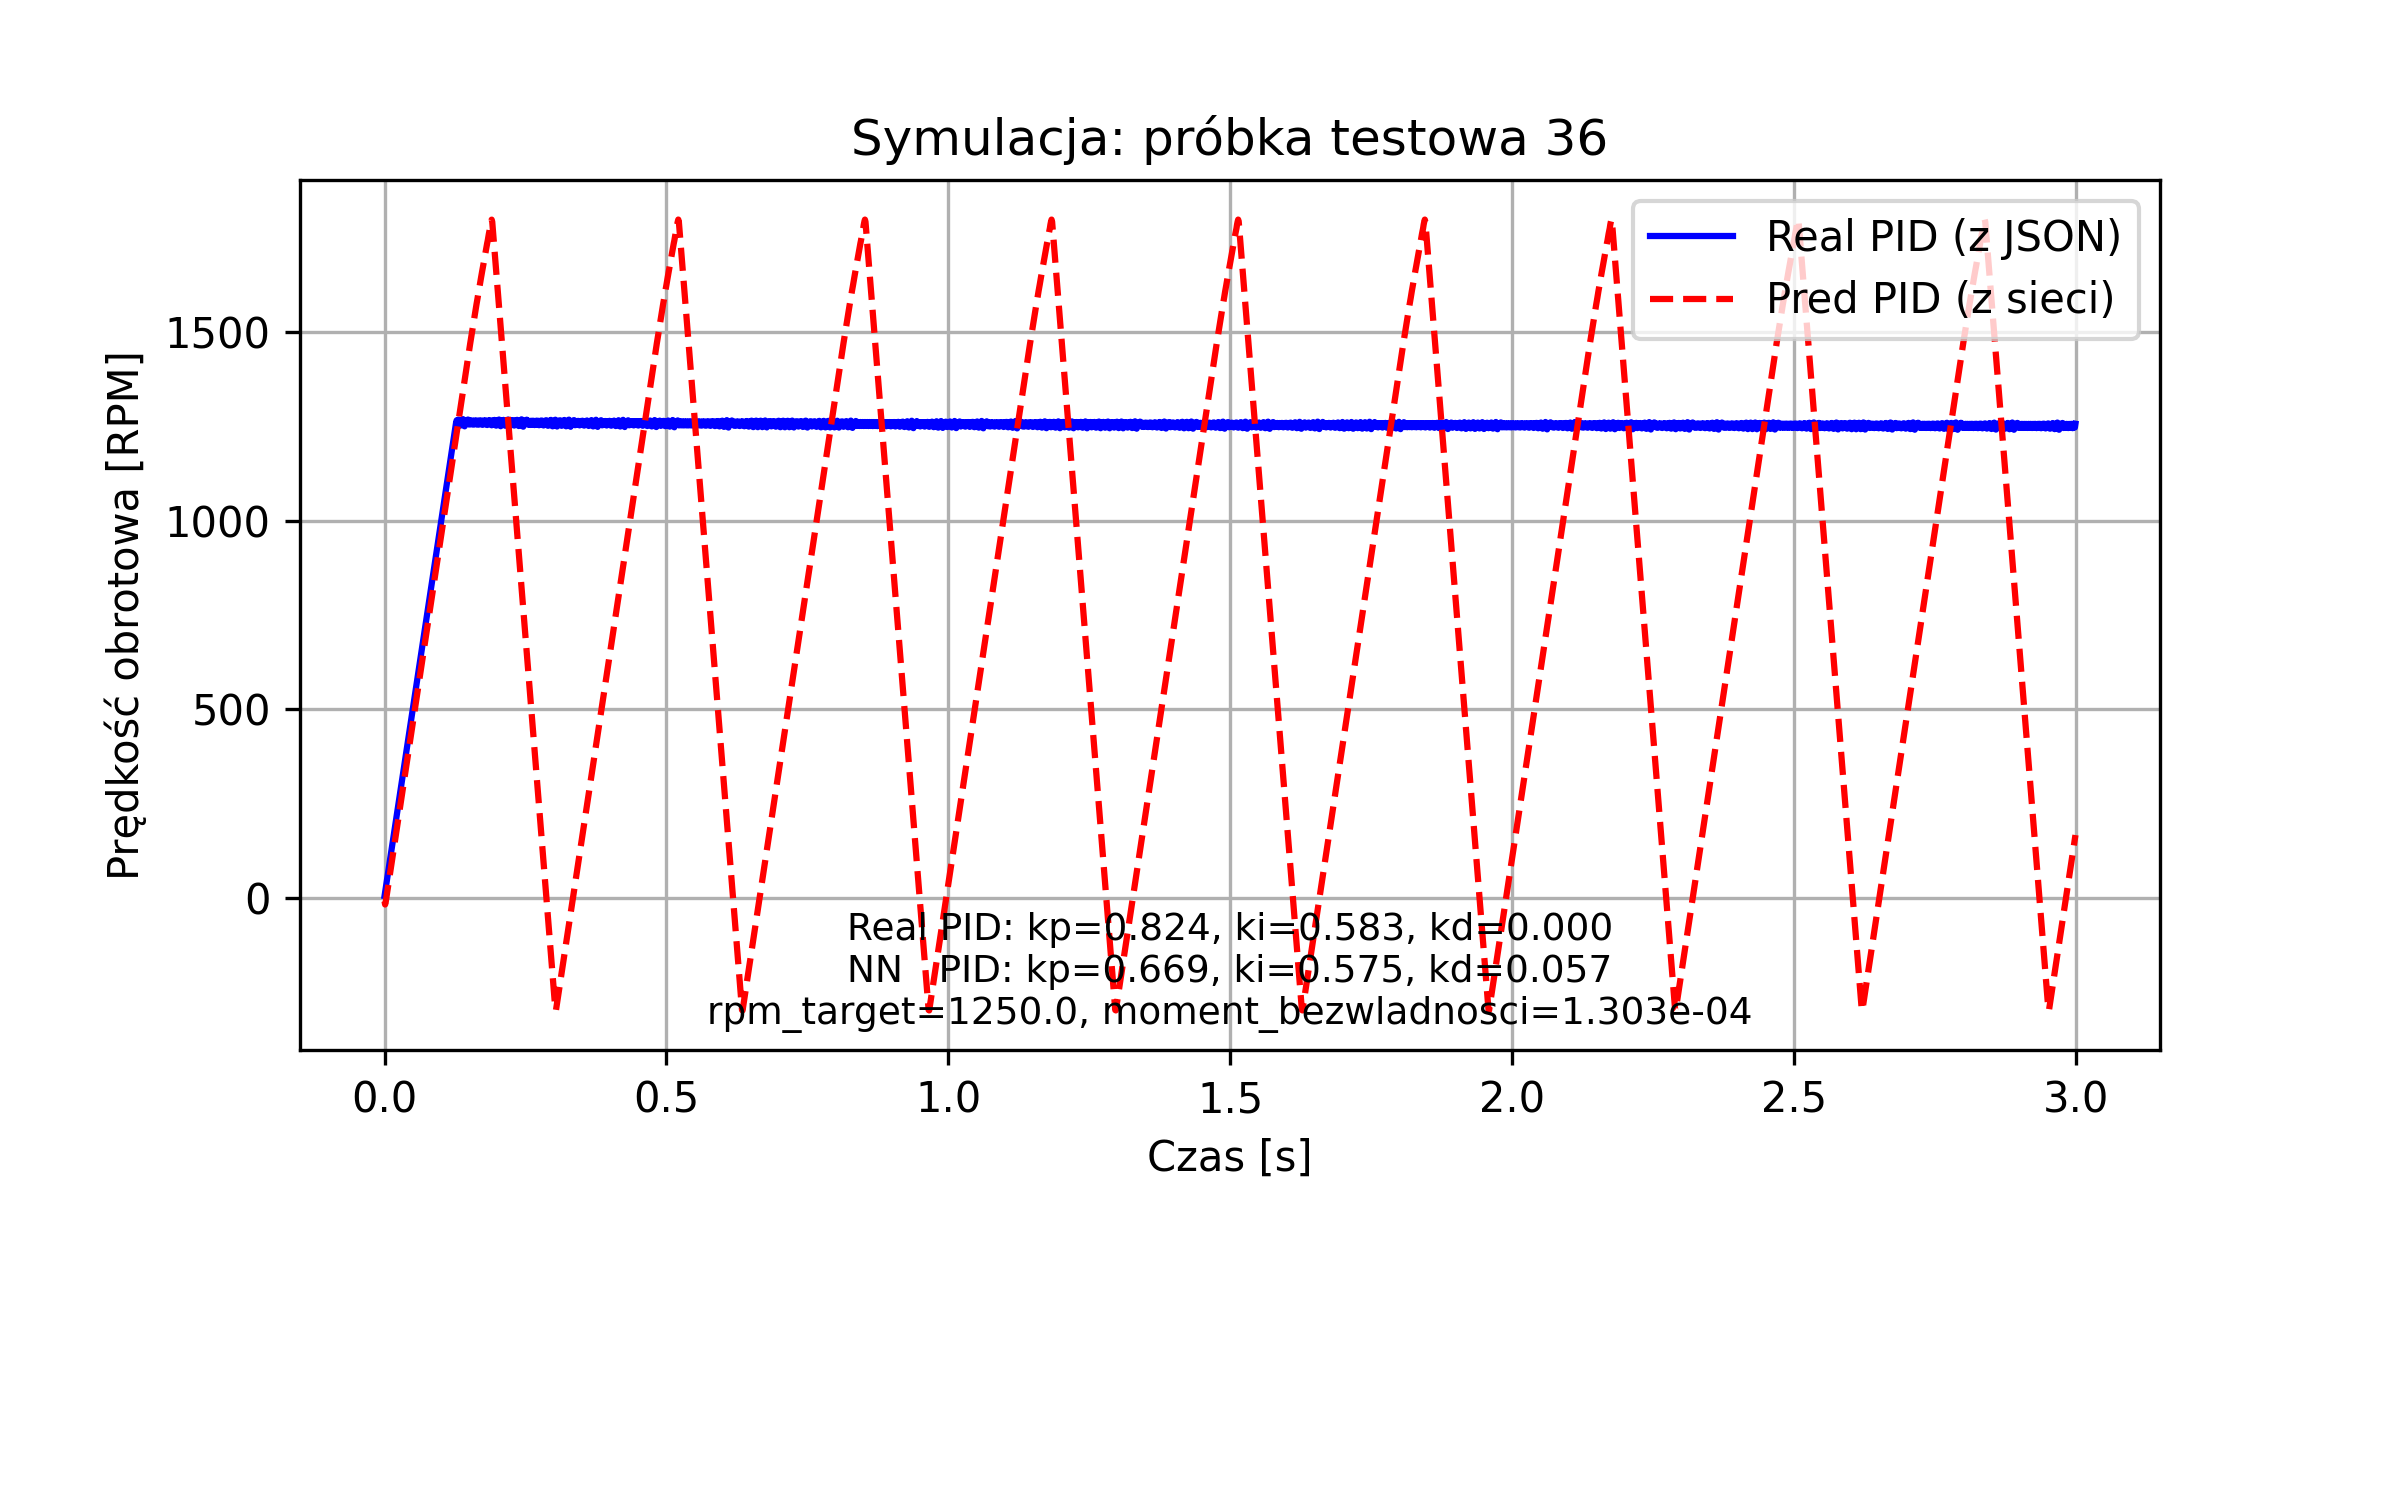 Symulacja: próbka testowa 36
Real PID (z JSON)
Pred PID (z sieci)
Prędkość obrotowa [RPM]
1500
1000
500
0
Real PID: kp=0.824, ki=0.583, kd=0.000
NN PID: kp=0.669, ki=0.575, kd=0.057
rpm_target=1250.0, moment_bezwladnosci=1.303e-04
0.0 0.5 1.0 1.5 2.0 2.5 3.0
Czas [s]